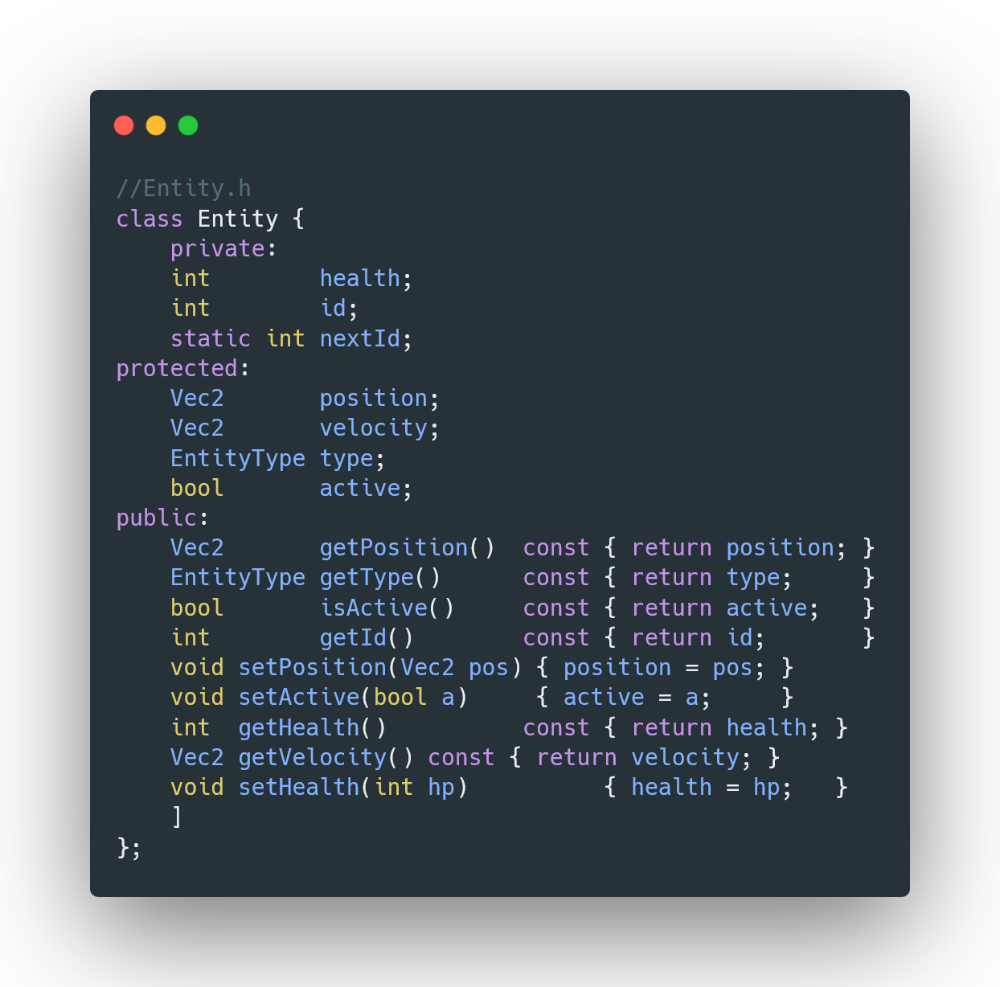 //Entity.h
class Entity {
    private:
    int        health;
    int        id;
    static int nextId;
protected:
    Vec2       position;
    Vec2       velocity;
    EntityType type;
    bool       active;
public:
    Vec2       getPosition()  const { return position; }
    EntityType getType()      const { return type;     }
    bool       isActive()     const { return active;   }
    int        getId()        const { return id;       }
    void setPosition(Vec2 pos) { position = pos; }
    void setActive(bool a)     { active = a;     }
    int  getHealth()          const { return health; }
    Vec2 getVelocity() const { return velocity; }
    void setHealth(int hp)          { health = hp;   }
    ]
};